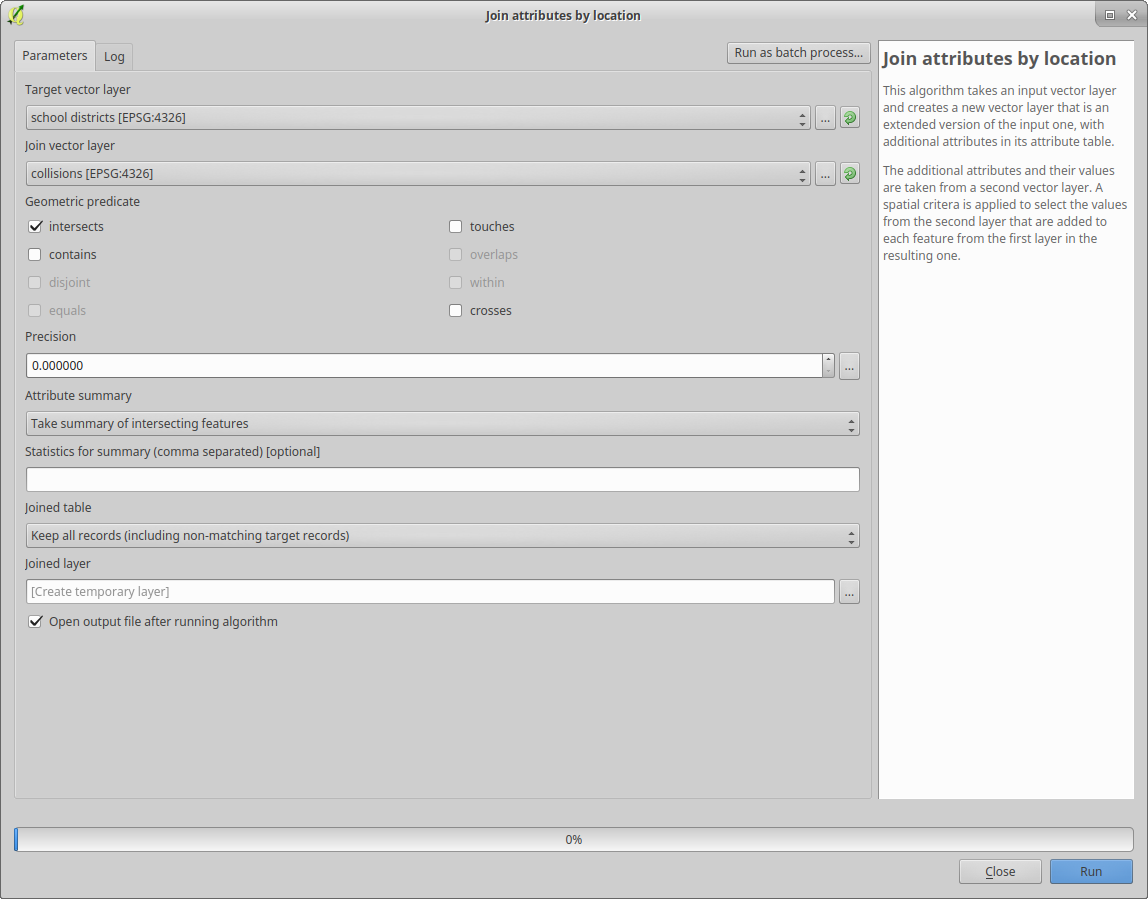 Join attributes by location
Parameters
Log
Run as batch process...
Target vector layer
school districts [EPSG:4326]
...
Join vector layer
collisions [EPSG:4326]
...
Geometric predicate
intersects
touches
contains
overlaps
disjoint
within
equals
crosses
Precision
0.000000
...
Attribute summary
Take summary of intersecting features
Statistics for summary (comma separated) [optional]
Joined table
Keep all records (including non-matching target records)
Joined layer
[Create temporary layer]
...
Open output file after running algorithm
Join attributes by location
This algorithm takes an input vector layer
and creates a new vector layer that is an
extended version of the input one, with
additional attributes in its attribute table.
The additional attributes and their values
are taken from a second vector layer. A
spatial critera is applied to select the values
from the second layer that are added to
each feature from the first layer in the
resulting one.
0%
Close
Run